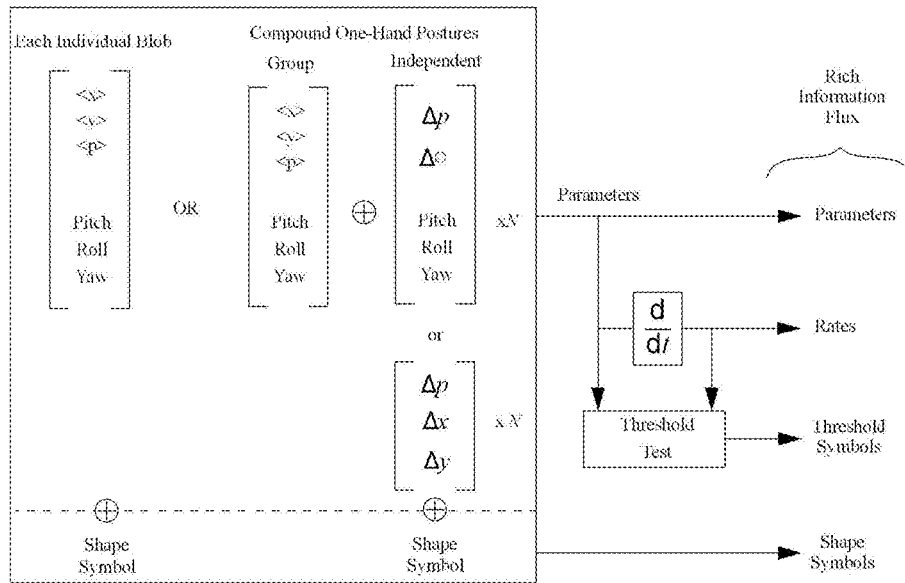 Each Individual Blob
<x>
<y>
<p>
Pitch
Roll
Yaw
OR
Compound One-Hand Postures
Group
<x>
<y>
<p>
Pitch
Roll
Yaw
⊕
Independent
Δp
Pitch
Roll
Yaw
xN
or
Δp
Δx
Δy
xN
⊕
Shape
Symbol
⊕
Shape
Symbol
Parameters
d
dt
Threshold
Test
Rich
Information
Flux
Parameters
Rates
Threshold
Symbols
Shape
Symbols